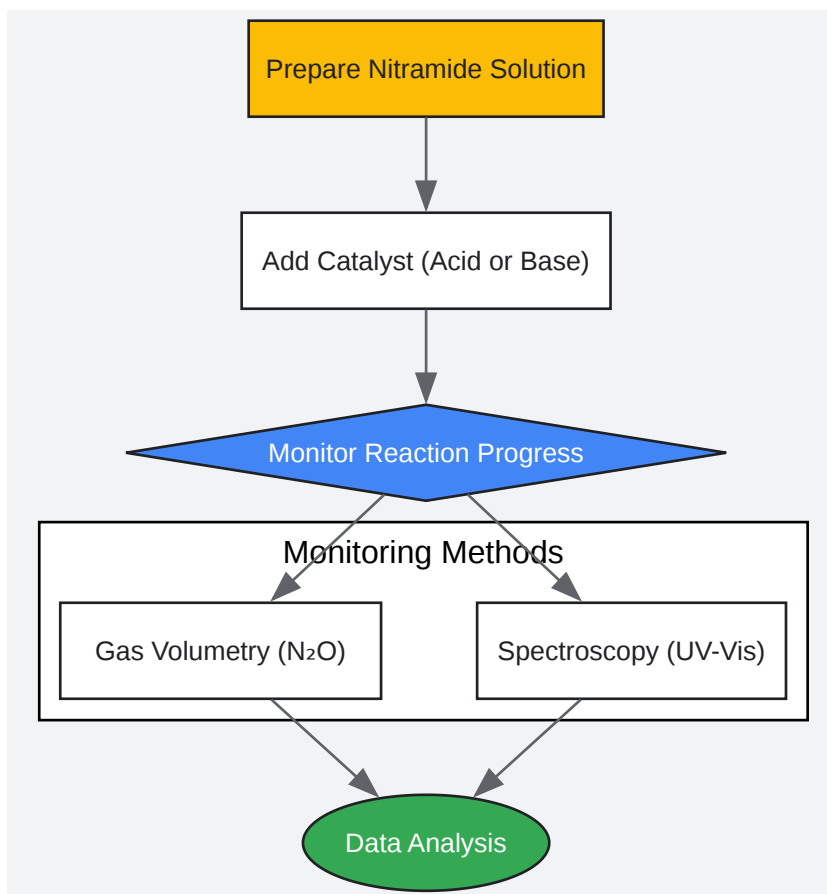 Prepare Nitramide Solution
Add Catalyst (Acid or Base)
Monitor Reaction Progress
Monitoring Methods
Gas Volumetry (N₂O)
Spectroscopy (UV-Vis)
Data Analysis